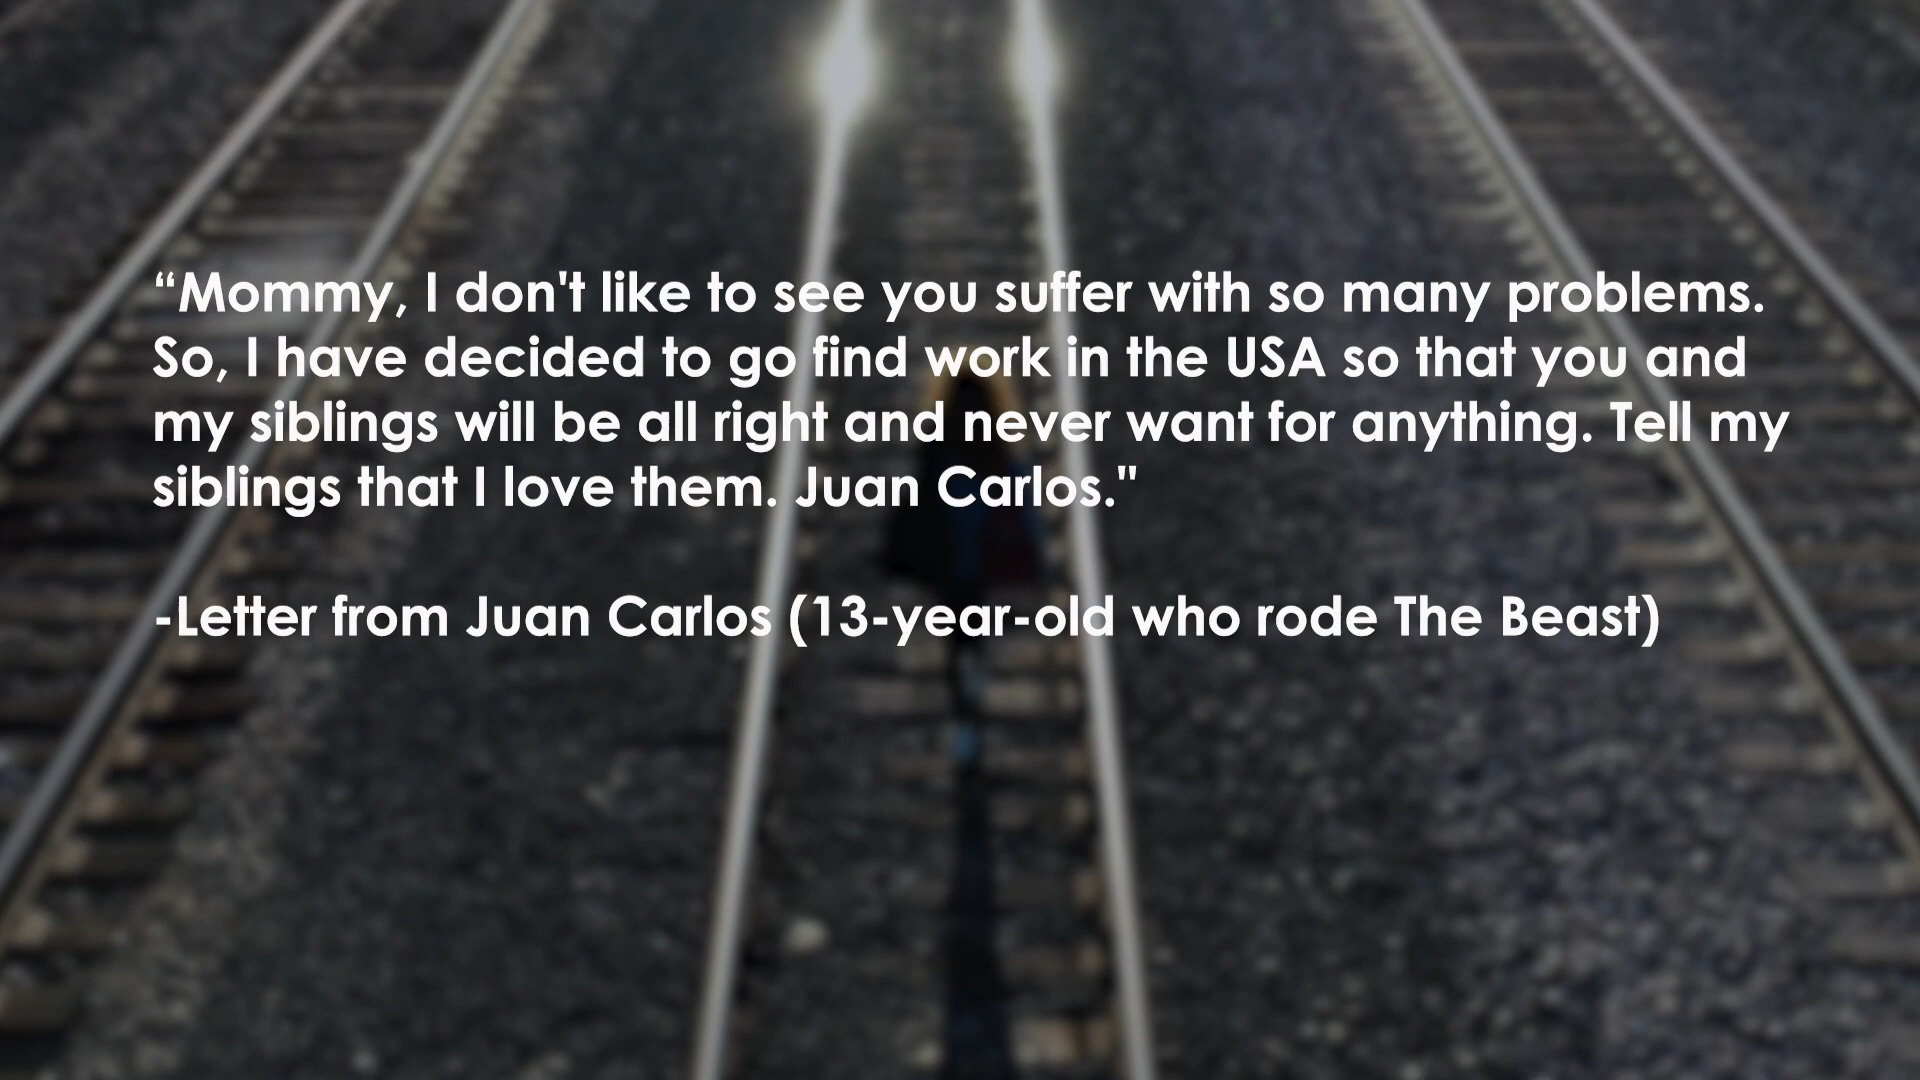 “Mommy, I don't like to see you suffer with so many problems.
So, I have decided to go find work in the USA so that you and
my siblings will be all right and never want for anything. Tell my
siblings that I love them. Juan Carlos."
-Letter from Juan Carlos (13-year-old who rode The Beast)